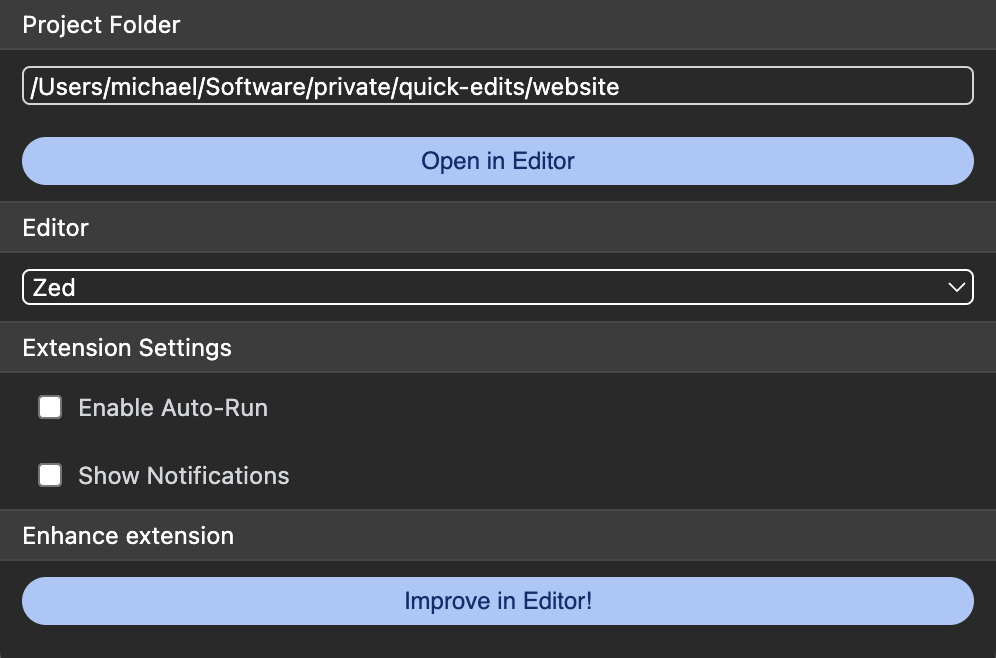 Project Folder
/Users/michael/Software/private/quick-edits/website
Open in Editor
Editor
Zed
Extension Settings
Enable Auto-Run
Show Notifications
Enhance extension
Improve in Editor!